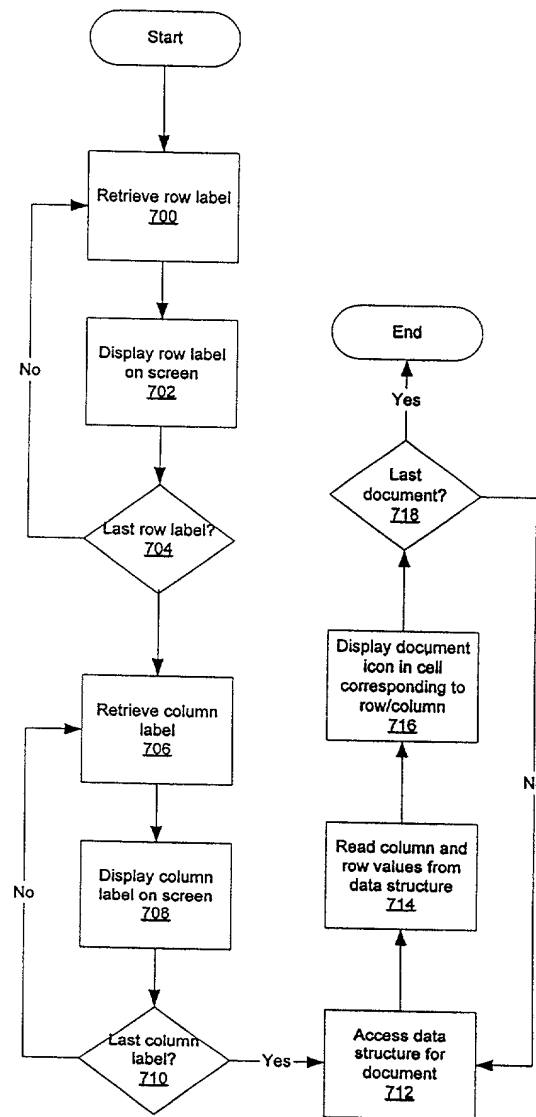 Start
Retrieve row label
700
Display row label
on screen
702
No
Last row label?
704
Retrieve column
label
706
Display column
label on screen
708
No
Last column
label?
710
Yes
Access data
structure for
document
712
Read column and
row values from
data structure
714
Display document
icon in cell
corresponding to
row/column
716
Last
document?
718
Yes
End